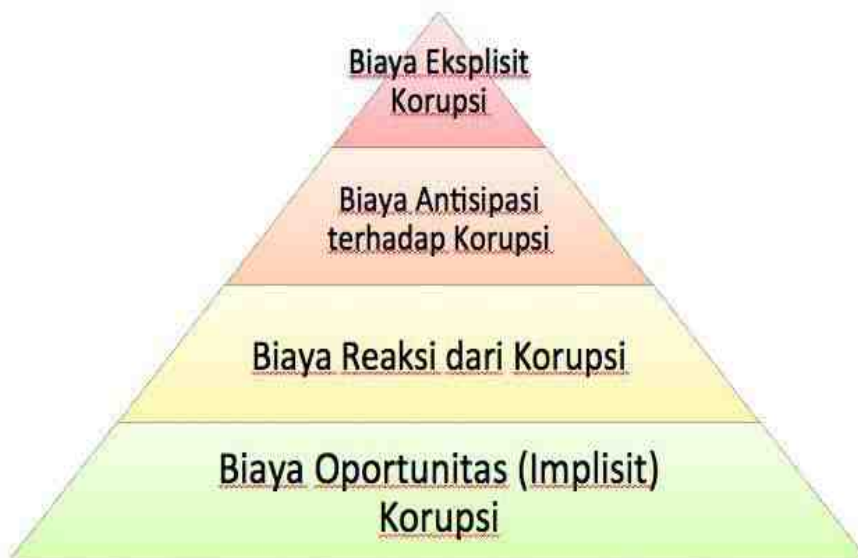 Biaya Eksplisit
Korupsi
Biaya Antisipasi
terhadap Korupsi
Biaya Reaksi dari Korupsi
Biaya Oportunitas (Implisit)
Korupsi